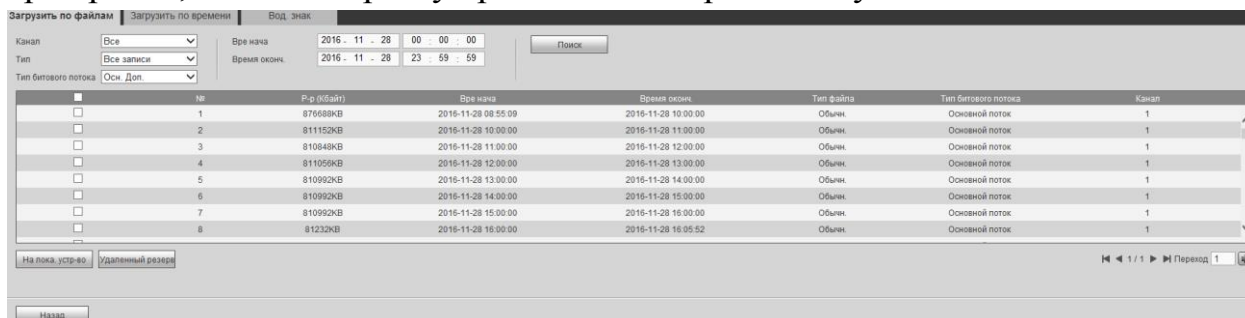 Загрузить по файлам Загрузить по времени Вод. знак
Канал Все Вре нача 2016 - 11 - 28 00 : 00 : 00 Поиск
Тип Все записи Время оконч. 2016 - 11 - 28 23 : 59 : 59
Тип битового потока Осн. Доп.
№ Р-р (Кбайт) Вре нача Время оконч. Тип файла Тип битового потока Канал
1 876688KB 2016-11-28 08:55:09 2016-11-28 10:00:00 Обычн. Основной поток 1
2 811152KB 2016-11-28 10:00:00 2016-11-28 11:00:00 Обычн. Основной поток 1
3 810848KB 2016-11-28 11:00:00 2016-11-28 12:00:00 Обычн. Основной поток 1
4 811056KB 2016-11-28 12:00:00 2016-11-28 13:00:00 Обычн. Основной поток 1
5 810992KB 2016-11-28 13:00:00 2016-11-28 14:00:00 Обычн. Основной поток 1
6 810992KB 2016-11-28 14:00:00 2016-11-28 15:00:00 Обычн. Основной поток 1
7 810992KB 2016-11-28 15:00:00 2016-11-28 16:00:00 Обычн. Основной поток 1
8 81232KB 2016-11-28 16:00:00 2016-11-28 16:05:52 Обычн. Основной поток 1
На лока. устр-во Удаленный резерв 1 / 1 Переход 1
Назад